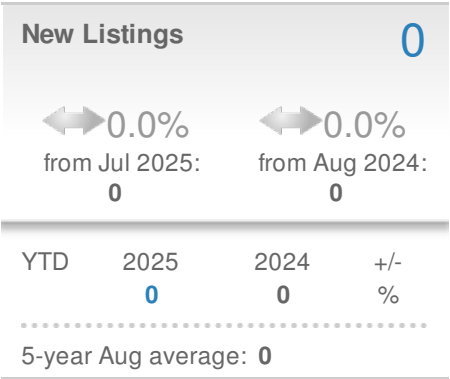 New Listings 0
0.0% 0.0%
from Jul 2025: from Aug 2024:
0 0
YTD 2025 2024 +/-
0 0 %
5-year Aug average: 0